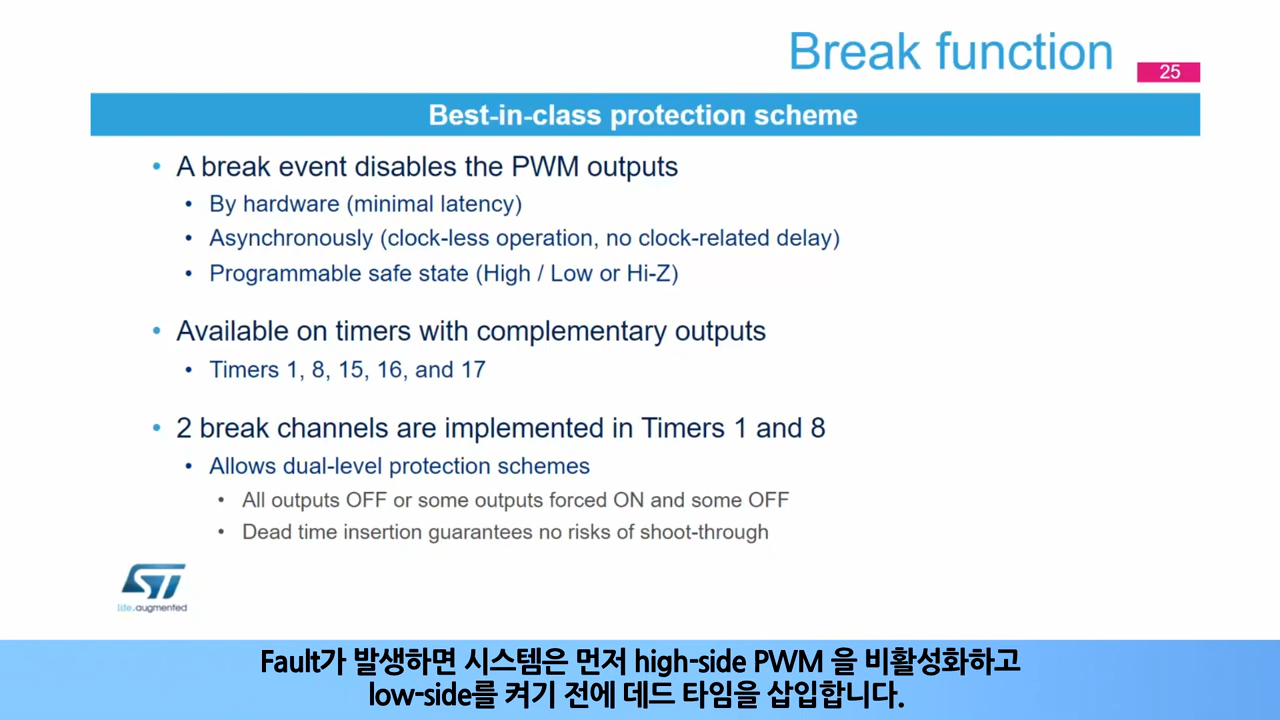 Break function
25
Best-in-class protection scheme
• A break event disables the PWM outputs
• By hardware (minimal latency)
• Asynchronously (clock-less operation, no clock-related delay)
• Programmable safe state (High / Low or Hi-Z)
• Available on timers with complementary outputs
• Timers 1, 8, 15, 16, and 17
• 2 break channels are implemented in Timers 1 and 8
• Allows dual-level protection schemes
• All outputs OFF or some outputs forced ON and some OFF
• Dead time insertion guarantees no risks of shoot-through
ST
life.augmented
Fault가 발생하면 시스템은 먼저 high-side PWM 을 비활성화하고
low-side를 켜기 전에 데드 타임을 삽입합니다.